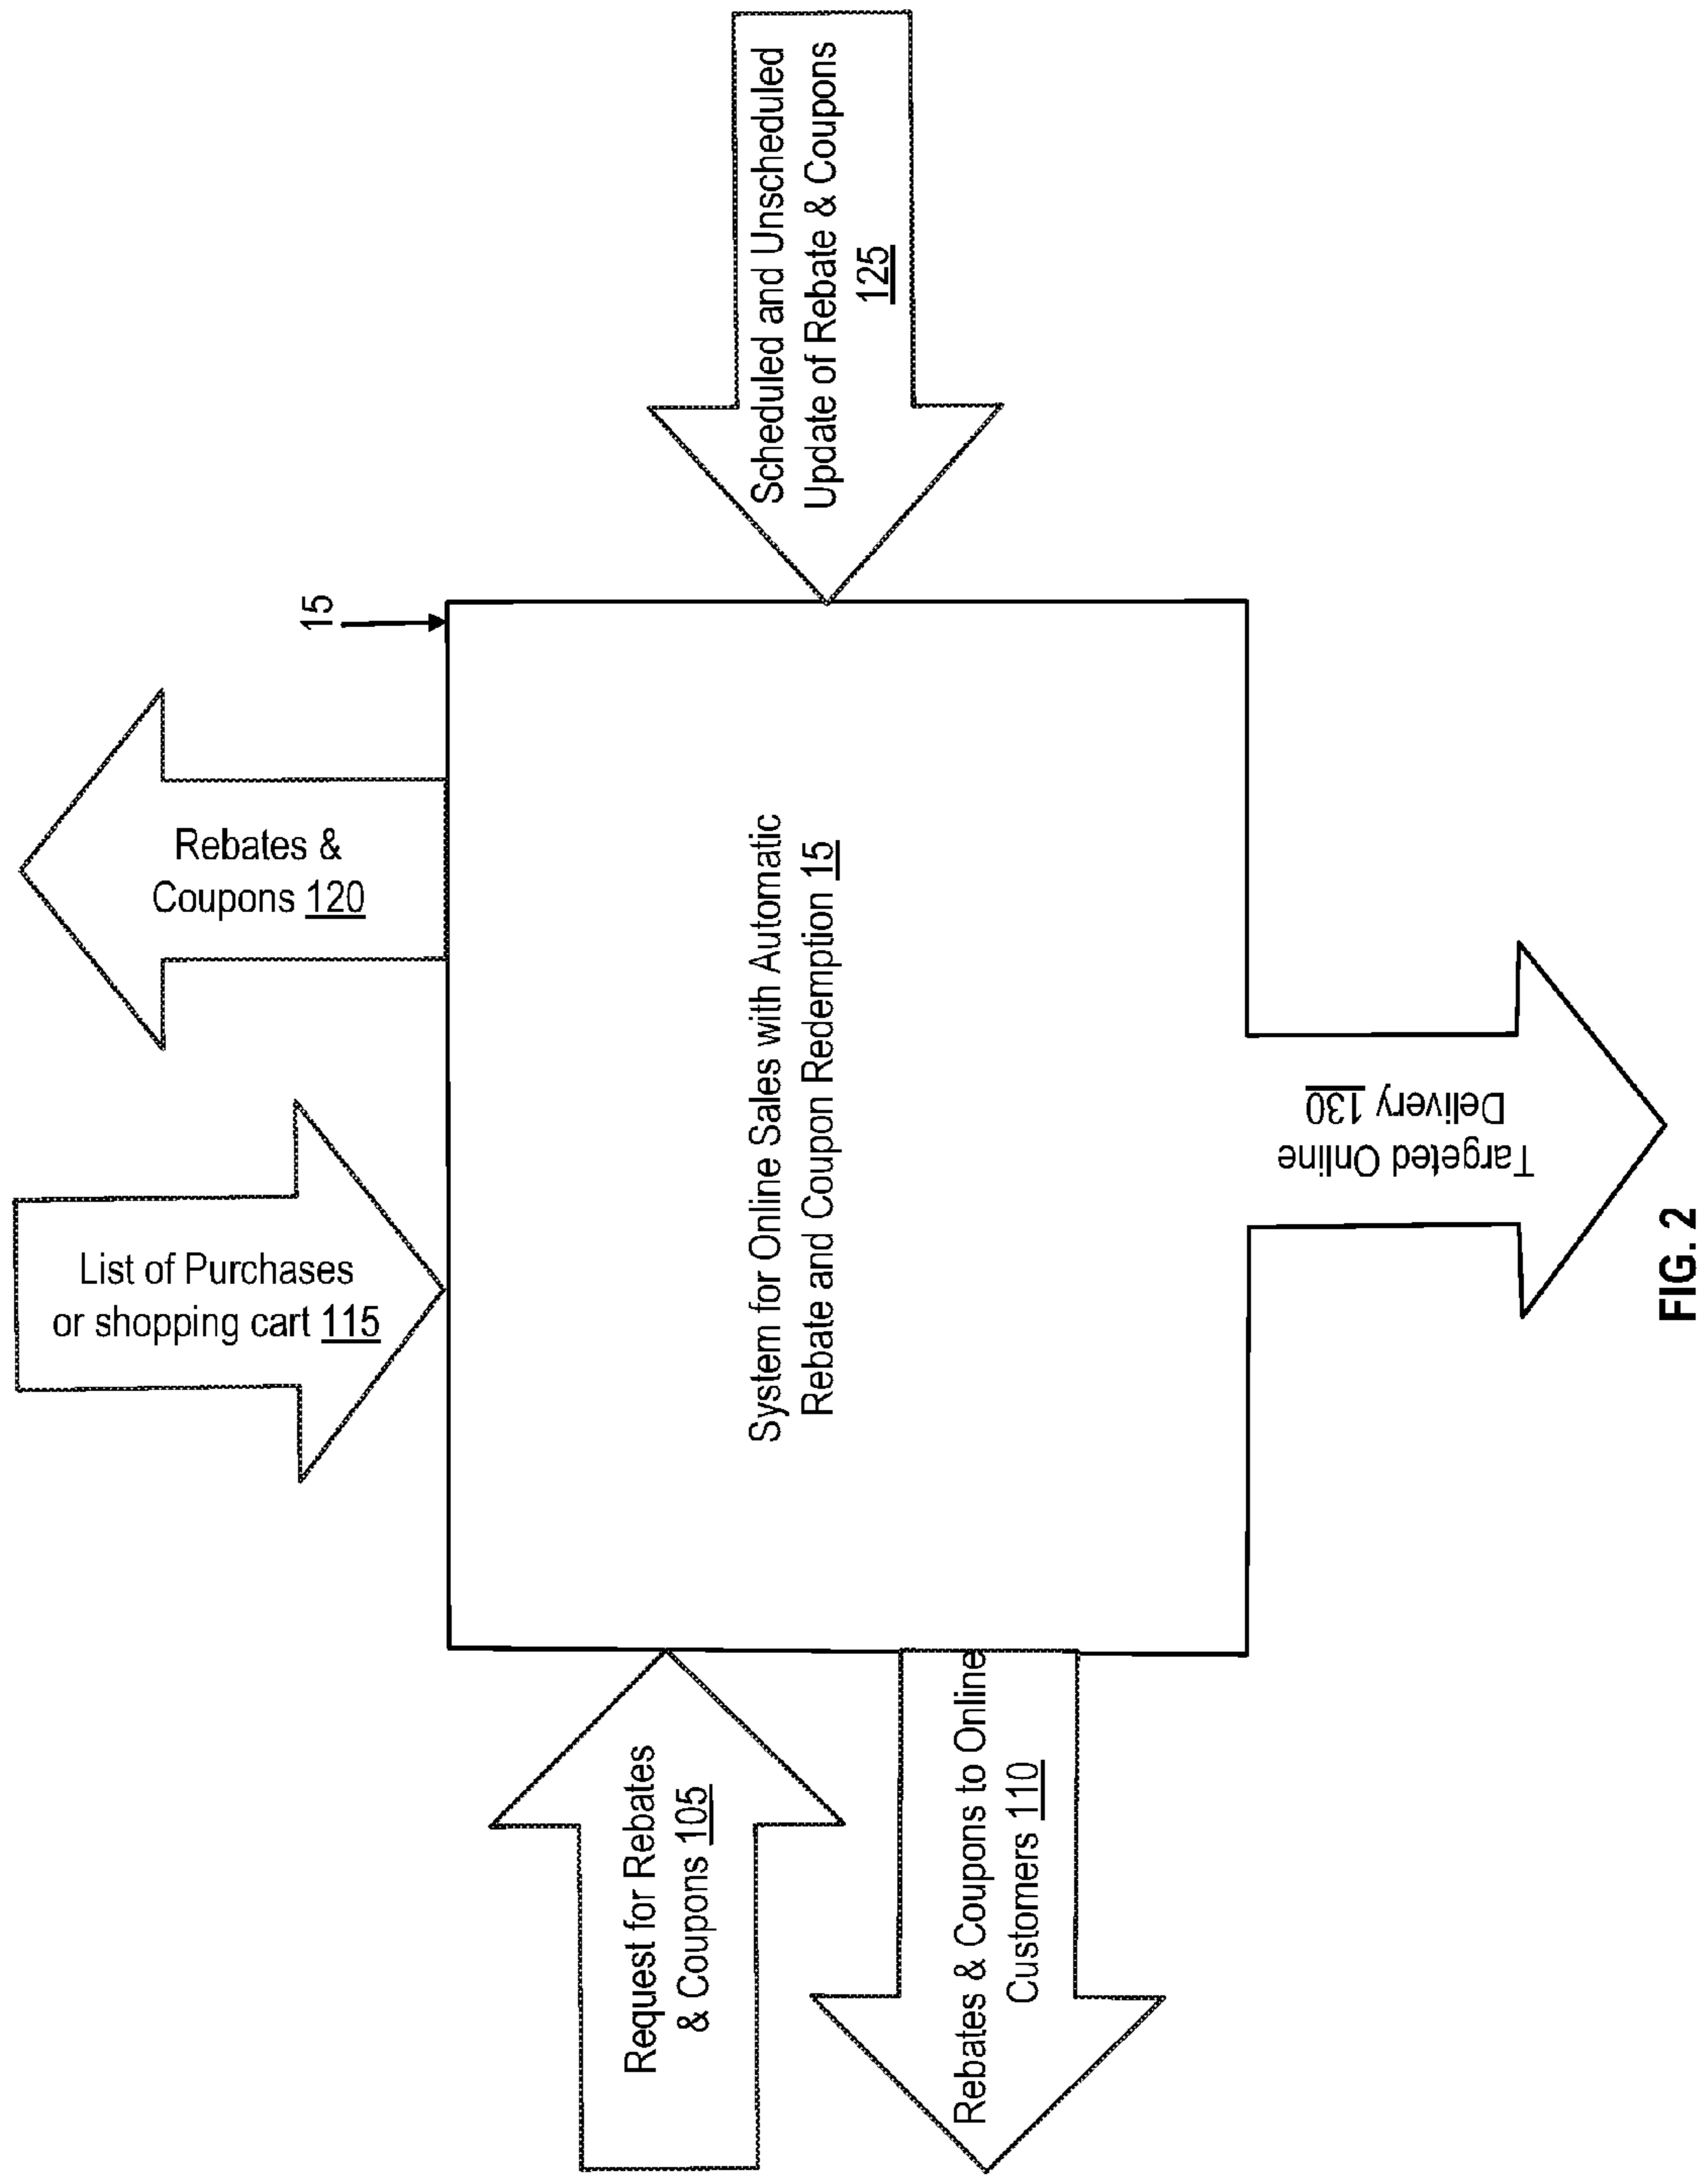 15
Scheduled and Unscheduled
Update of Rebate & Coupons
125
Rebates &
Coupons 120
List of Purchases
or shopping cart 115
System for Online Sales with Automatic
Rebate and Coupon Redemption 15
Request for Rebates
& Coupons 105
Rebates & Coupons to Online
Customers 110
Targeted Online
Delivery 130
FIG. 2